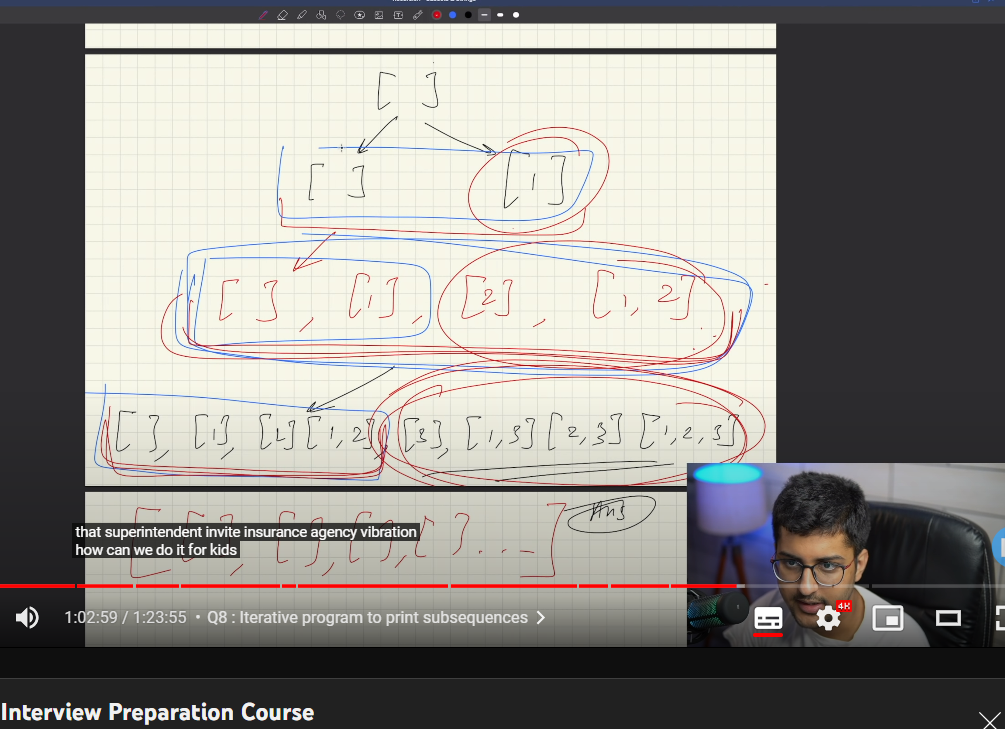 [ ]
[ ] [1]
[ ] , [1] , [2] , [1, 2]
[ ], [1], [2] [1, 2], [3], [1, 3] [2, 3] [1, 2, 3]
Ans
that superintendent invite insurance agency vibration
how can we do it for kids
1:02:59 / 1:23:55 • Q8 : Iterative program to print subsequences
4K
Interview Preparation Course